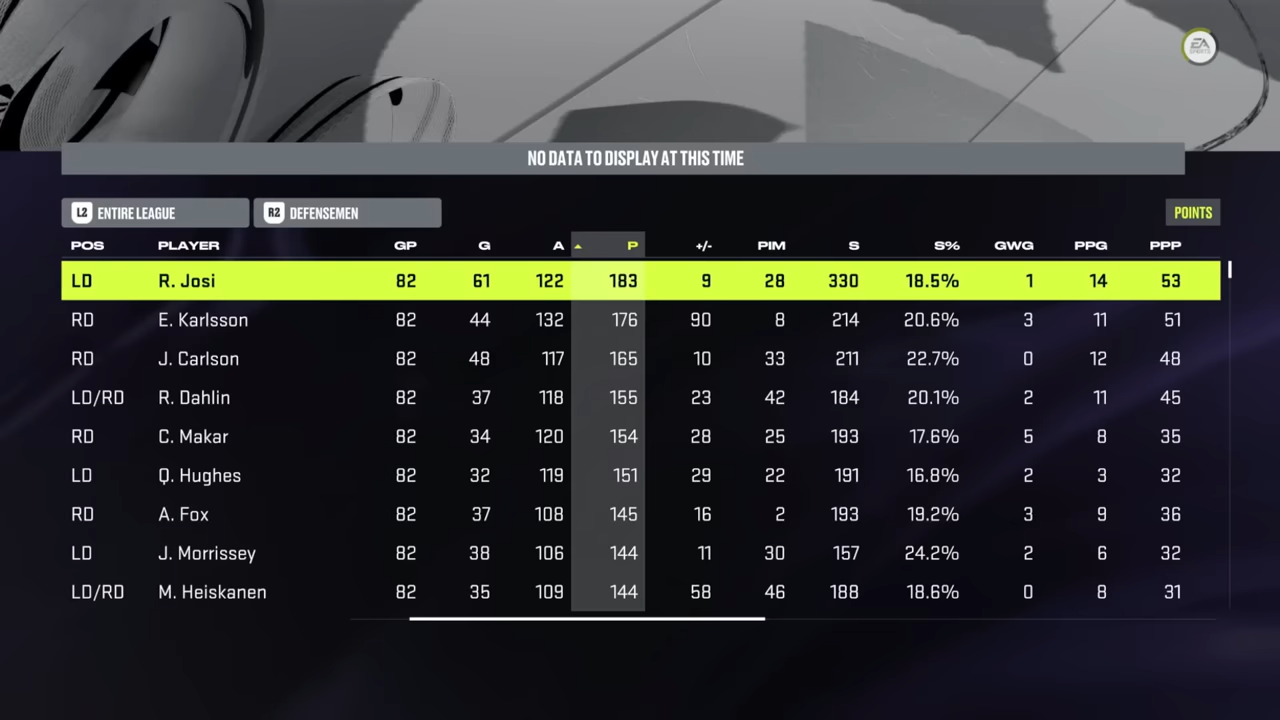 EA SPORTS
NO DATA TO DISPLAY AT THIS TIME
L2 ENTIRE LEAGUE R2 DEFENSEMEN POINTS
POS PLAYER GP G A P +/- PIM S S% GWG PPG PPP
LD R. Josi 82 61 122 183 9 28 330 18.5% 1 14 53
RD E. Karlsson 82 44 132 176 90 8 214 20.6% 3 11 51
RD J. Carlson 82 48 117 165 10 33 211 22.7% 0 12 48
LD/RD R. Dahlin 82 37 118 155 23 42 184 20.1% 2 11 45
RD C. Makar 82 34 120 154 28 25 193 17.6% 5 8 35
LD Q. Hughes 82 32 119 151 29 22 191 16.8% 2 3 32
RD A. Fox 82 37 108 145 16 2 193 19.2% 3 9 36
LD J. Morrissey 82 38 106 144 11 30 157 24.2% 2 6 32
LD/RD M. Heiskanen 82 35 109 144 58 46 188 18.6% 0 8 31